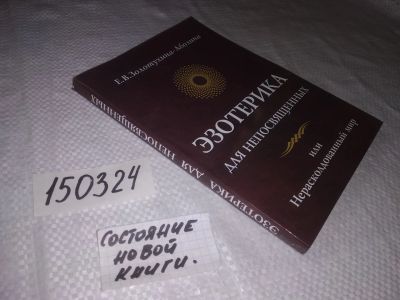 Е.В.Золотухина-Аболина
ЭЗОТЕРИКА
ДЛЯ НЕПОСВЯЩЕННЫХ
или
Нерасколдованный мир
ЭЗОТЕРИКА ДЛЯ НЕПОСВЯЩЕННЫХ
150324
СОСТОЯНИЕ
НОВОЙ
КНИГИ.